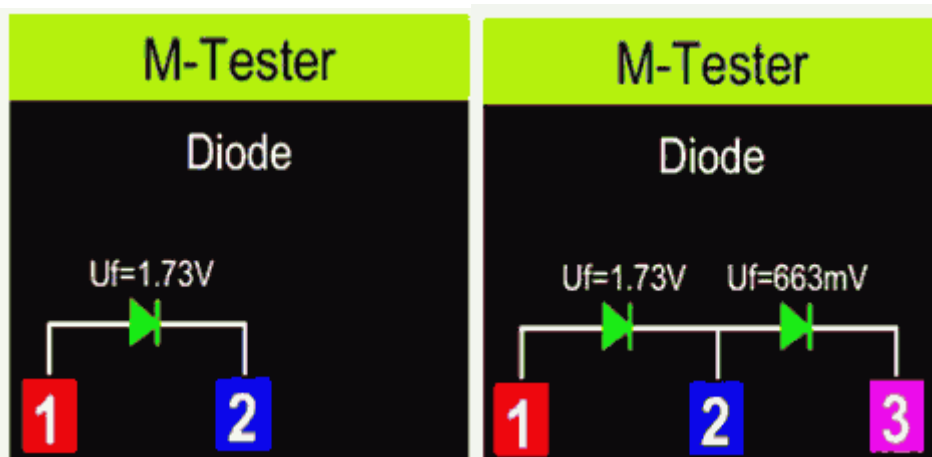 M-Tester
Diode
Uf=1.73V
1 2
M-Tester
Diode
Uf=1.73V Uf=663mV
1 2 3